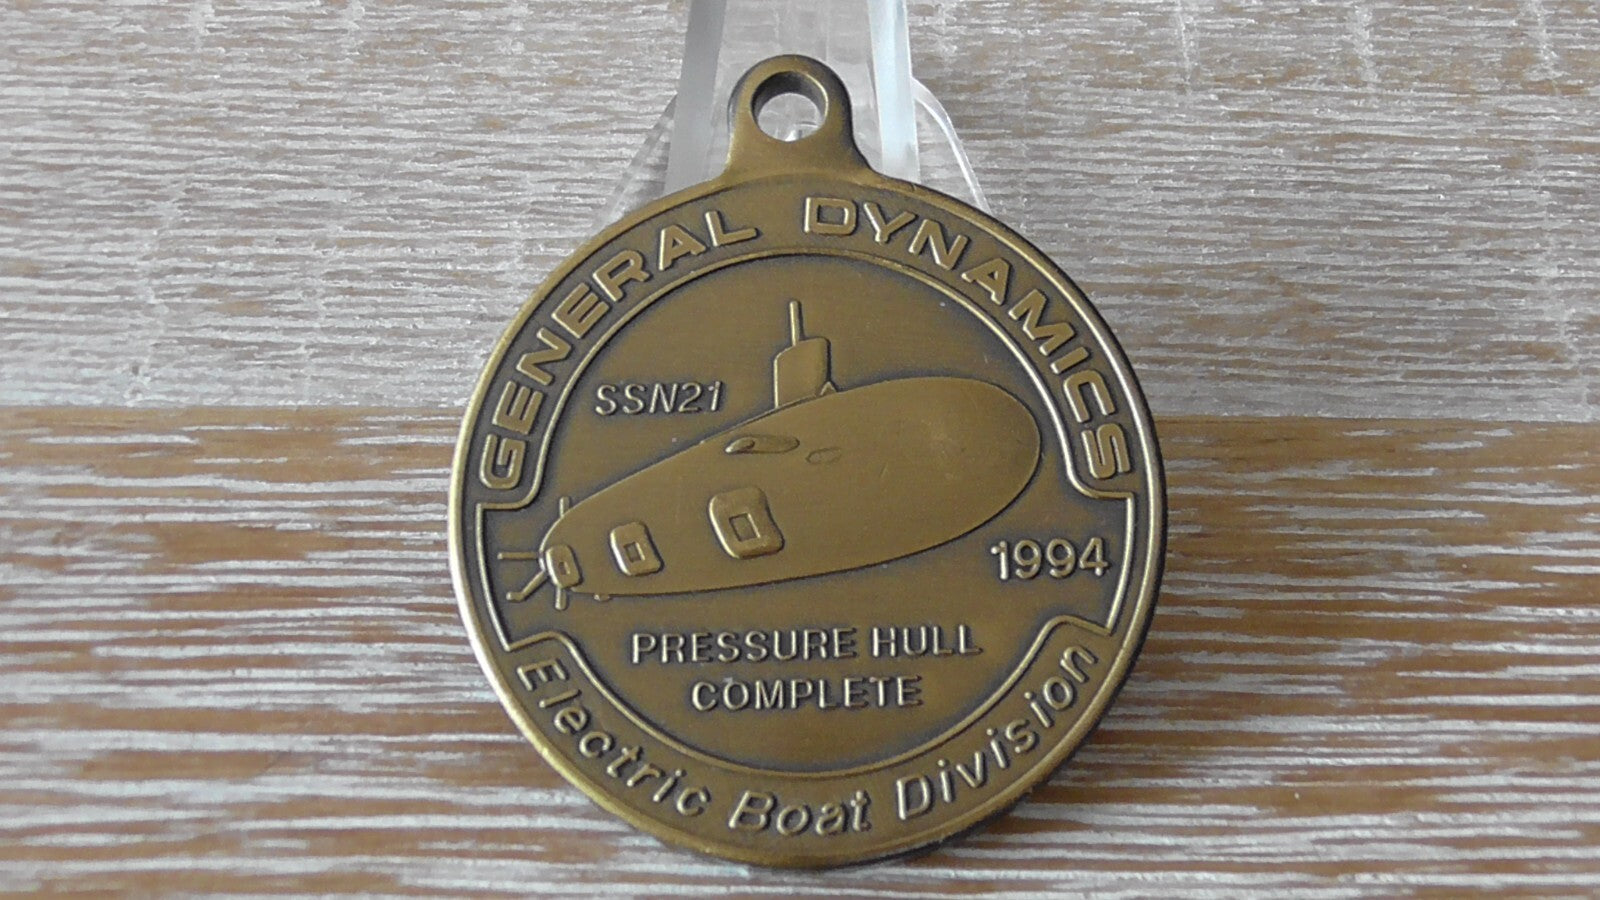 GENERAL DYNAMICS
SSN21
1994
PRESSURE HULL
COMPLETE
Electric Boat Division